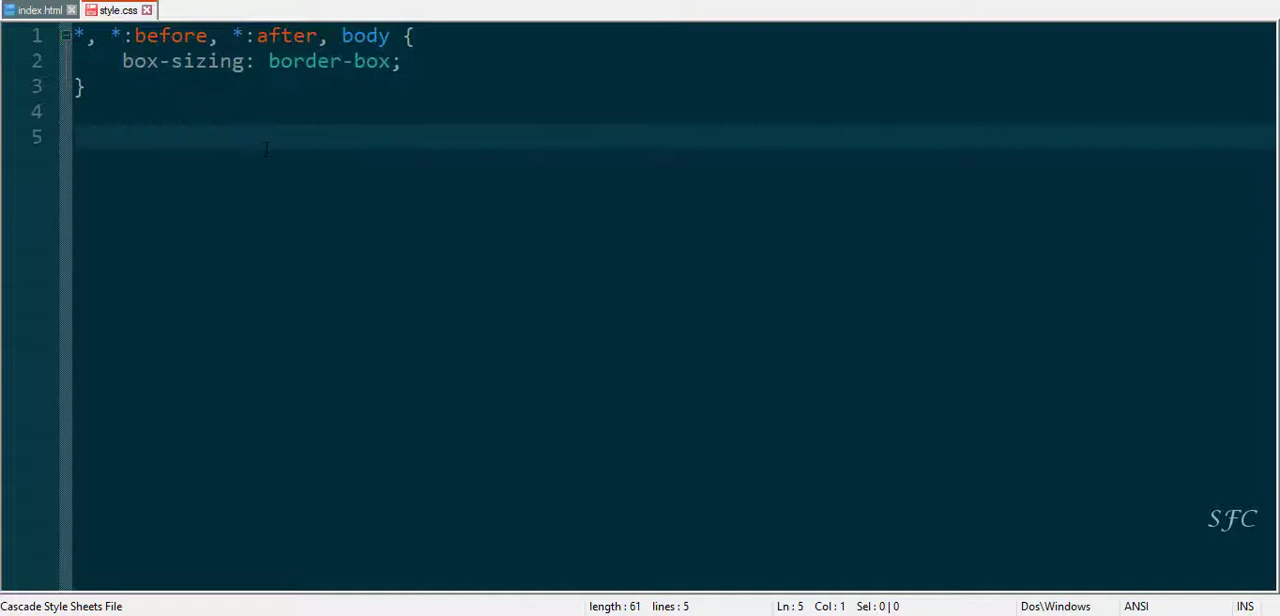 index.html style.css
1 *, *:before, *:after, body {
2 box-sizing: border-box;
3 }
4
5
SFC
Cascade Style Sheets File length : 61 lines : 5 Ln : 5 Col : 1 Sel : 0 | 0 Dos\Windows ANSI INS